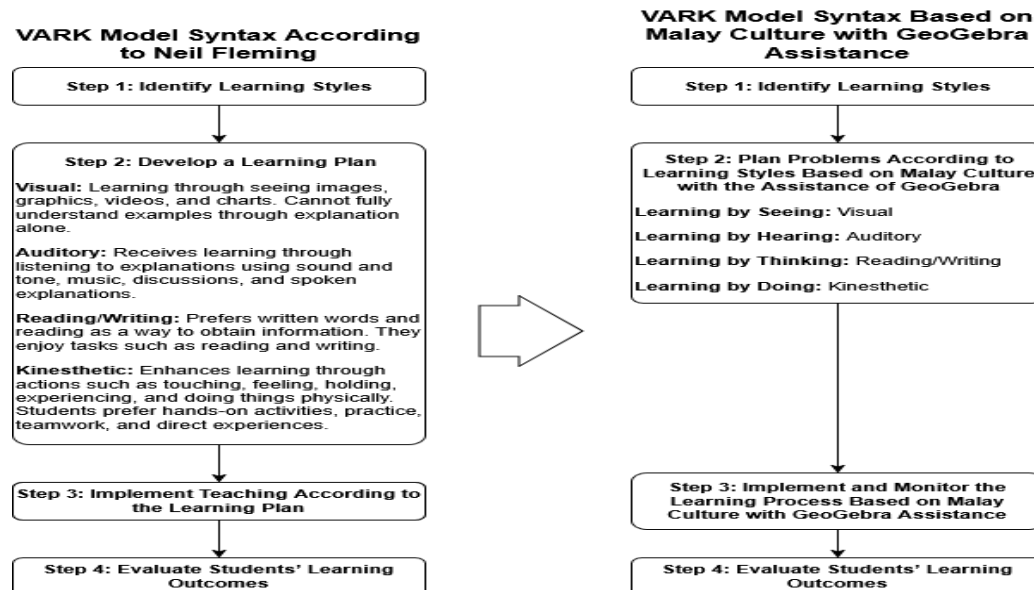 VARK Model Syntax According
to Neil Fleming
Step 1: Identify Learning Styles
Step 2: Develop a Learning Plan
Visual: Learning through seeing images,
graphics, videos, and charts. Cannot fully
understand examples through explanation
alone.
Auditory: Receives learning through
listening to explanations using sound and
tone, music, discussions, and spoken
explanations.
Reading/Writing: Prefers written words and
reading as a way to obtain information. They
enjoy tasks such as reading and writing.
Kinesthetic: Enhances learning through
actions such as touching, feeling, holding,
experiencing, and doing things physically.
Students prefer hands-on activities, practice,
teamwork, and direct experiences.
Step 3: Implement Teaching According to
the Learning Plan
Step 4: Evaluate Students' Learning
Outcomes
VARK Model Syntax Based on
Malay Culture with GeoGebra
Assistance
Step 1: Identify Learning Styles
Step 2: Plan Problems According to
Learning Styles Based on Malay Culture
with the Assistance of GeoGebra
Learning by Seeing: Visual
Learning by Hearing: Auditory
Learning by Thinking: Reading/Writing
Learning by Doing: Kinesthetic
Step 3: Implement and Monitor the
Learning Process Based on Malay
Culture with GeoGebra Assistance
Step 4: Evaluate Students' Learning
Outcomes